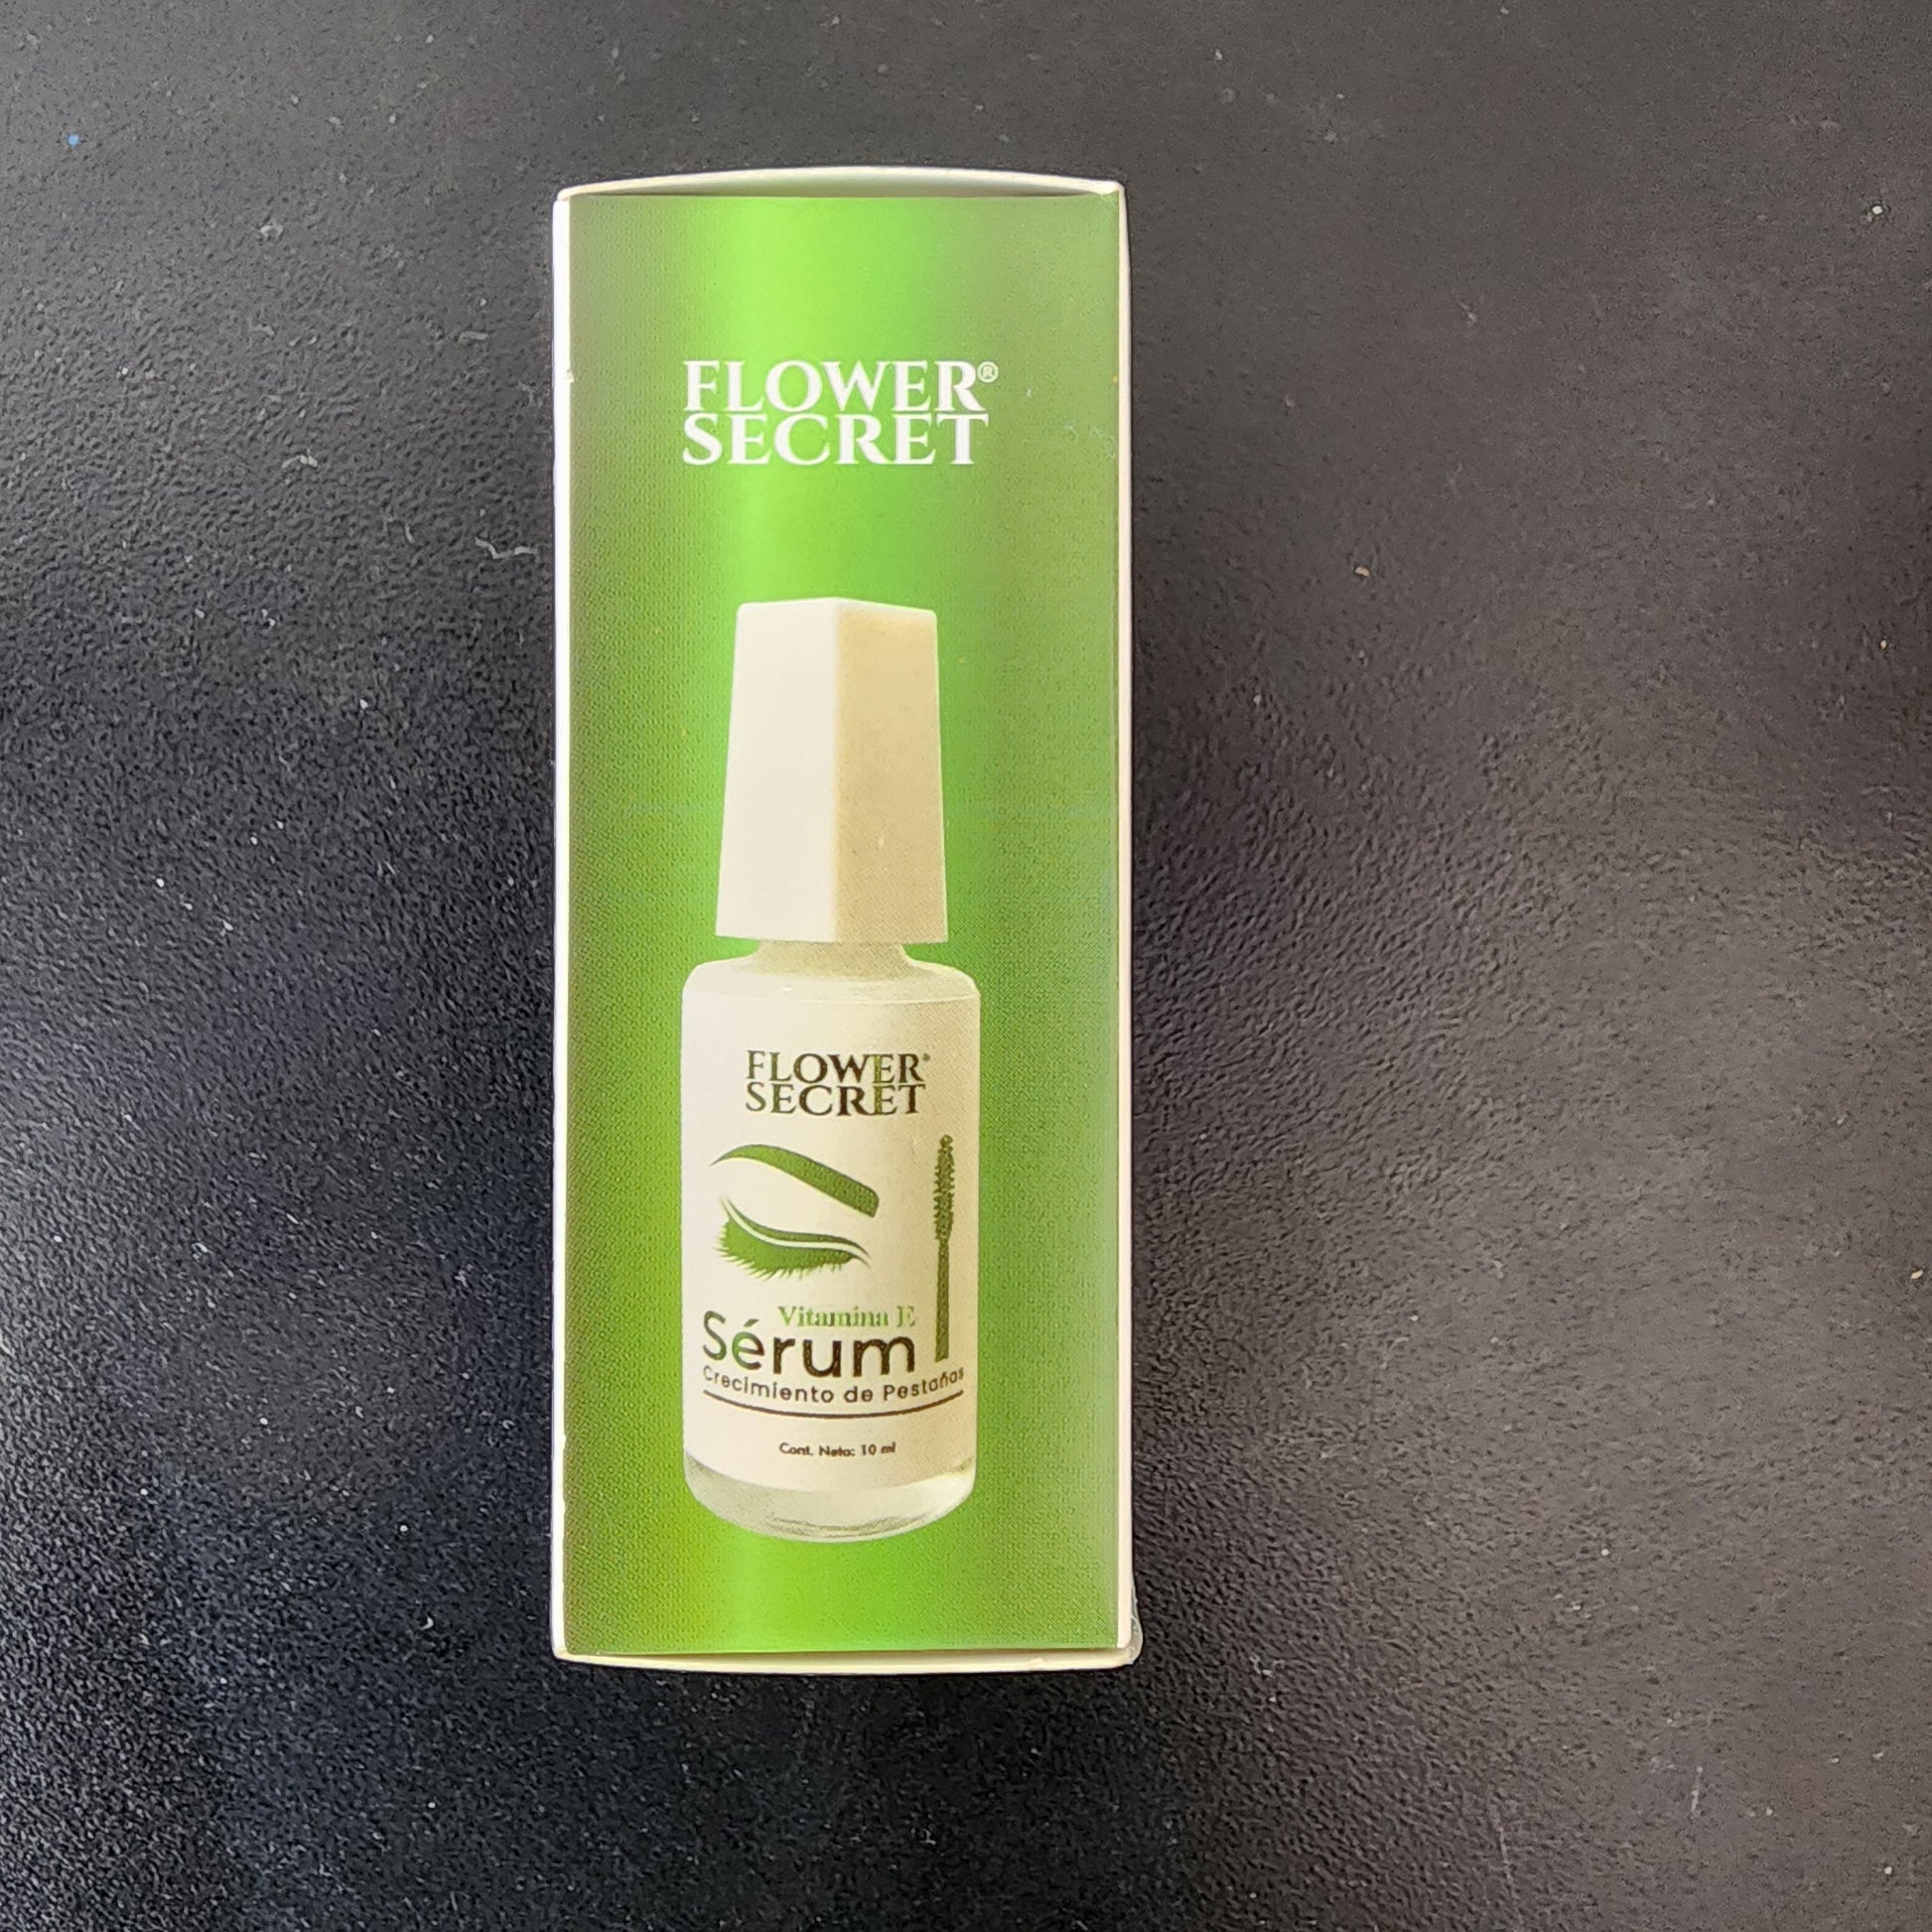 FLOWER®
SECRET
FLOWER®
SECRET
Vitamina E
Sérum
Crecimiento de Pestañas
Cont. Neto: 10 ml